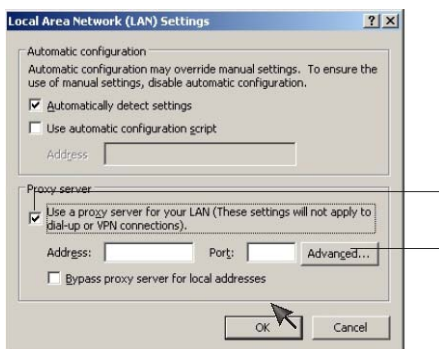 Local Area Network (LAN) Settings
Automatic configuration
Automatic configuration may override manual settings. To ensure the
use of manual settings, disable automatic configuration.
Automatically detect settings
Use automatic configuration script
Address
Proxy server
Use a proxy server for your LAN (These settings will not apply to
dial-up or VPN connections).
Address: Port: Advanced...
Bypass proxy server for local addresses
OK Cancel